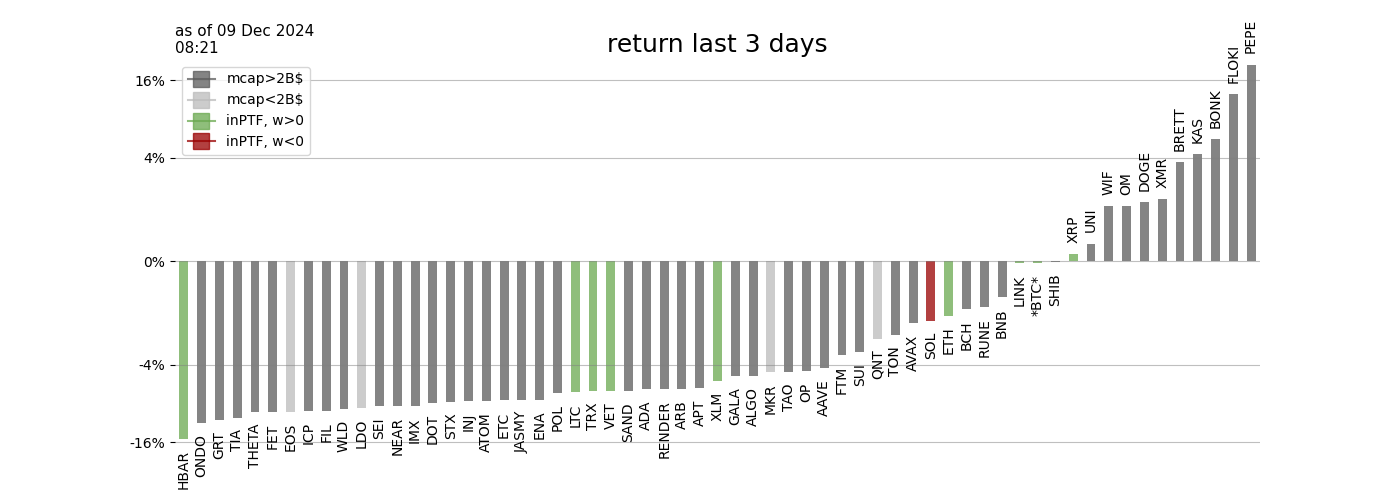 as of 09 Dec 2024
08:21
return last 3 days
mcap>2B$
mcap<2B$
inPTF, w>0
inPTF, w<0
16%
4%
0%
-4%
-16%
HBAR
ONDO
GRT
TIA
THETA
FET
EOS
ICP
FIL
WLD
LDO
SEI
NEAR
IMX
DOT
STX
INJ
ATOM
ETC
JASMY
ENA
POL
LTC
TRX
VET
SAND
ADA
RENDER
ARB
APT
XLM
GALA
ALGO
MKR
TAO
OP
AAVE
FTM
SUI
QNT
TON
AVAX
SOL
ETH
BCH
RUNE
BNB
LINK
*BTC*
SHIB
XRP
UNI
WIF
OM
DOGE
XMR
BRETT
KAS
BONK
FLOKI
PEPE